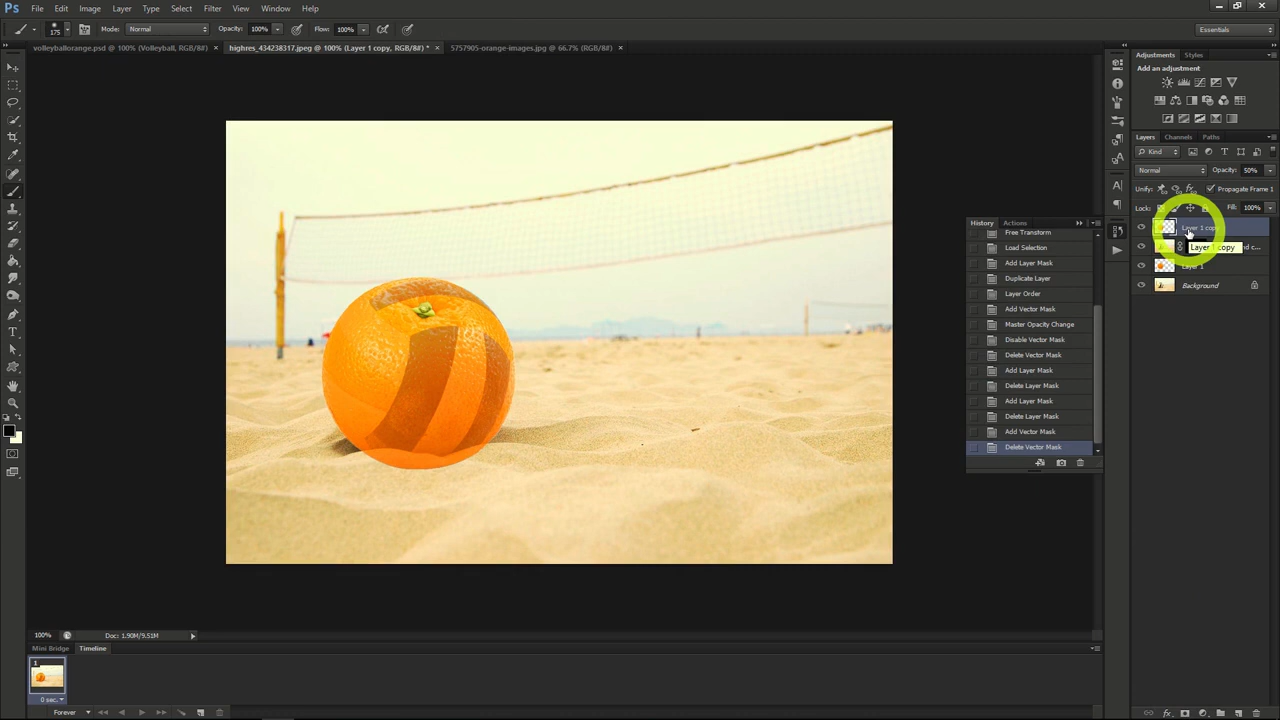 Ps File Edit Image Layer Type Select Filter View Window Help
175 Mode: Normal Opacity: 100% Flow: 100% Essentials
volleyballorange.psd @ 100% (Volleyball, RGB/8#) × highres_434238317.jpeg @ 100% (Layer 1 copy, RGB/8#) * × 5757905-orange-images.jpg @ 66.7% (RGB/8#) ×
Adjustments Styles
Add an adjustment
Layers Channels Paths
Kind
Normal Opacity: 50%
Unify: Propagate Frame 1
Lock: Fill: 100%
Layer 1 copy
Layer 1 copy
d c...
Layer 1
Background
History Actions
Free Transform
Load Selection
Add Layer Mask
Duplicate Layer
Layer Order
Add Vector Mask
Master Opacity Change
Disable Vector Mask
Delete Vector Mask
Add Layer Mask
Delete Layer Mask
Add Layer Mask
Delete Layer Mask
Add Vector Mask
Delete Vector Mask
100% Doc: 1.90M/9.51M
Mini Bridge Timeline
1
0 sec.
Forever